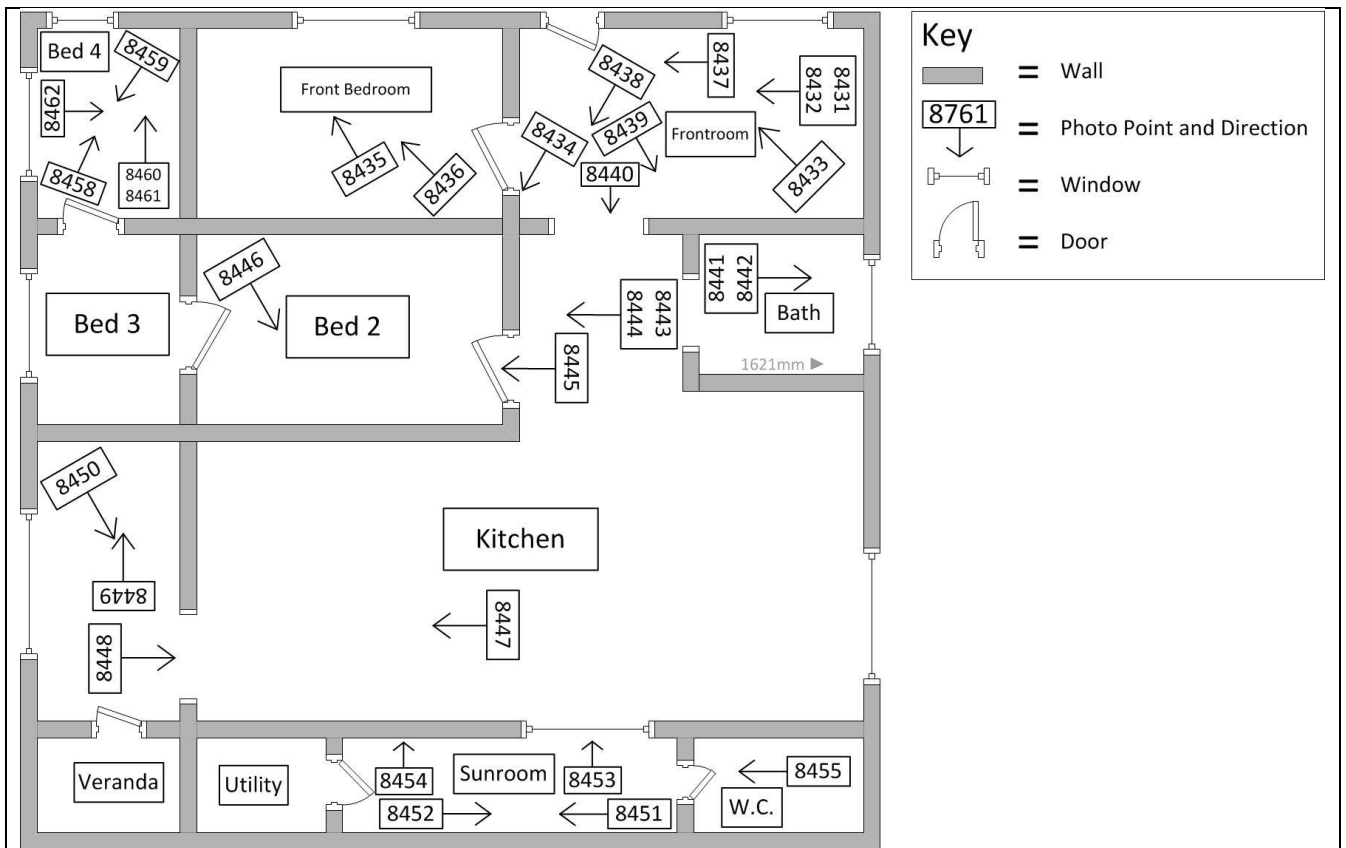 Bed 4
8459
8462
8458
8460
8461
Front Bedroom
8435
8436
8434
8438
8437
8439
8440
Frontroom
8431
8432
8433
Key
= Wall
8761
= Photo Point and Direction
= Window
= Door
Bed 3
8446
Bed 2
8443
8444
8445
8441
8442
Bath
1621mm ►
8450
8449
8448
Kitchen
8447
Veranda
Utility
8454
8452
Sunroom
8453
8451
8455
W.C.